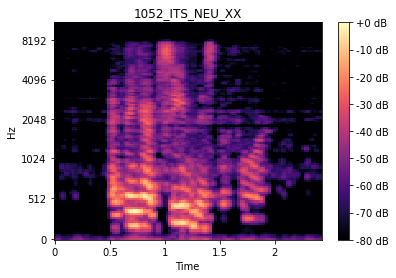 1052_ITS_NEU_XX
+0 dB
8192
-10 dB
4096
-20 dB
-30 dB
2048
Hz
-40 dB
1024
-50 dB
512
-60 dB
-70 dB
0
-80 dB
0
0.5
1
1.5
2
Time